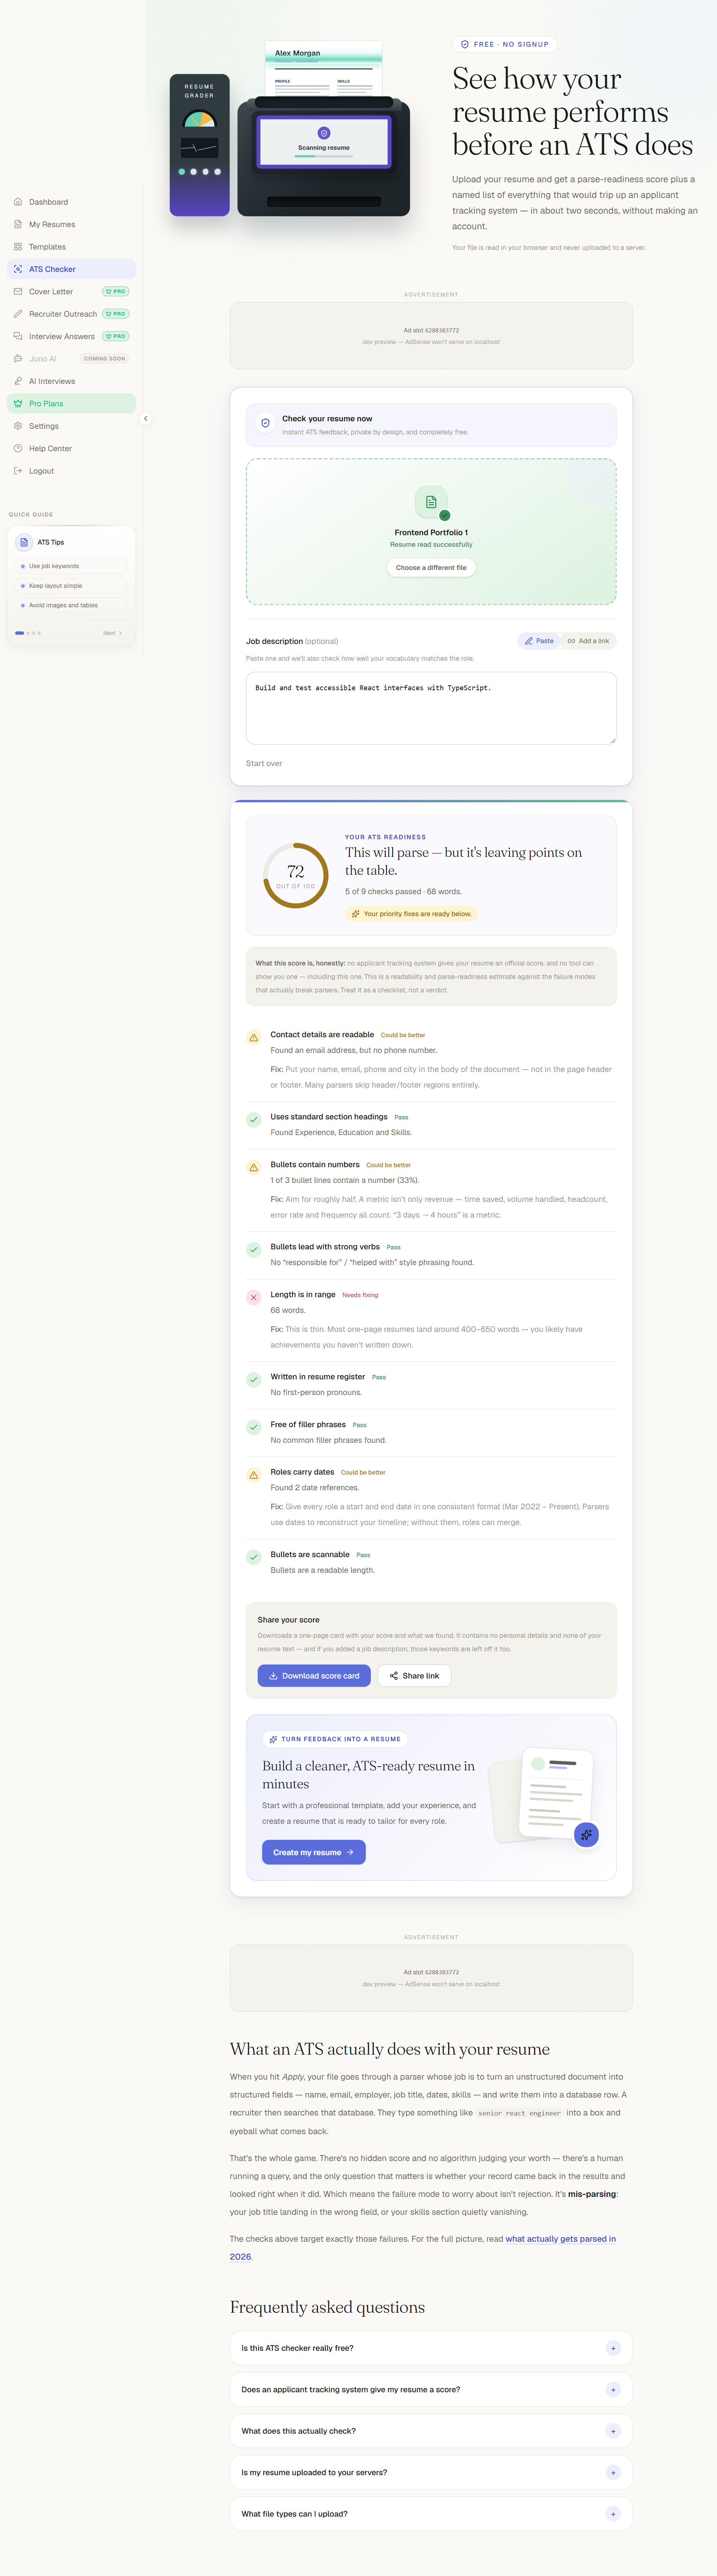 Dashboard
My Resumes
Templates
ATS Checker
Cover Letter PRO
Recruiter Outreach PRO
Interview Answers PRO
Juno AI COMING SOON
AI Interviews
Pro Plans
Settings
Help Center
Logout
QUICK GUIDE
ATS Tips
Use job keywords
Keep layout simple
Avoid images and tables
Next
RESUME
GRADER
Alex Morgan
PROFILE SKILLS
Scanning resume
FREE · NO SIGNUP
See how your
resume performs
before an ATS does
Upload your resume and get a parse-readiness score plus a
named list of everything that would trip up an applicant
tracking system — in about two seconds, without making an
account.
Your file is read in your browser and never uploaded to a server.
ADVERTISEMENT
Ad slot 6288383772
dev preview — AdSense won't serve on localhost
Check your resume now
Instant ATS feedback, private by design, and completely free.
Frontend Portfolio 1
Resume read successfully
Choose a different file
Job description (optional)
Paste
Add a link
Paste one and we'll also check how well your vocabulary matches the role.
Build and test accessible React interfaces with TypeScript.
Start over
72
OUT OF 100
YOUR ATS READINESS
This will parse — but it's leaving points on
the table.
5 of 9 checks passed · 68 words.
Your priority fixes are ready below.
What this score is, honestly: no applicant tracking system gives your resume an official score, and no tool can
show you one — including this one. This is a readability and parse-readiness estimate against the failure modes
that actually break parsers. Treat it as a checklist, not a verdict.
Contact details are readable Could be better
Found an email address, but no phone number.
Fix: Put your name, email, phone and city in the body of the document — not in the page header
or footer. Many parsers skip header/footer regions entirely.
Uses standard section headings Pass
Found Experience, Education and Skills.
Bullets contain numbers Could be better
1 of 3 bullet lines contain a number (33%).
Fix: Aim for roughly half. A metric isn't only revenue — time saved, volume handled, headcount,
error rate and frequency all count. “3 days → 4 hours” is a metric.
Bullets lead with strong verbs Pass
No “responsible for” / “helped with” style phrasing found.
Length is in range Needs fixing
68 words.
Fix: This is thin. Most one-page resumes land around 400–650 words — you likely have
achievements you haven't written down.
Written in resume register Pass
No first-person pronouns.
Free of filler phrases Pass
No common filler phrases found.
Roles carry dates Could be better
Found 2 date references.
Fix: Give every role a start and end date in one consistent format (Mar 2022 – Present). Parsers
use dates to reconstruct your timeline; without them, roles can merge.
Bullets are scannable Pass
Bullets are a readable length.
Share your score
Downloads a one-page card with your score and what we found. It contains no personal details and none of your
resume text — and if you added a job description, those keywords are left off it too.
Download score card
Share link
TURN FEEDBACK INTO A RESUME
Build a cleaner, ATS-ready resume in
minutes
Start with a professional template, add your experience, and
create a resume that is ready to tailor for every role.
Create my resume →
ADVERTISEMENT
Ad slot 6288383772
dev preview — AdSense won't serve on localhost
What an ATS actually does with your resume
When you hit Apply, your file goes through a parser whose job is to turn an unstructured document into
structured fields — name, email, employer, job title, dates, skills — and write them into a database row. A
recruiter then searches that database. They type something like senior react engineer into a box and
eyeball what comes back.
That's the whole game. There's no hidden score and no algorithm judging your worth — there's a human
running a query, and the only question that matters is whether your record came back in the results and
looked right when it did. Which means the failure mode to worry about isn't rejection. It's mis-parsing:
your job title landing in the wrong field, or your skills section quietly vanishing.
The checks above target exactly those failures. For the full picture, read what actually gets parsed in
2026.
Frequently asked questions
Is this ATS checker really free? +
Does an applicant tracking system give my resume a score? +
What does this actually check? +
Is my resume uploaded to your servers? +
What file types can I upload? +